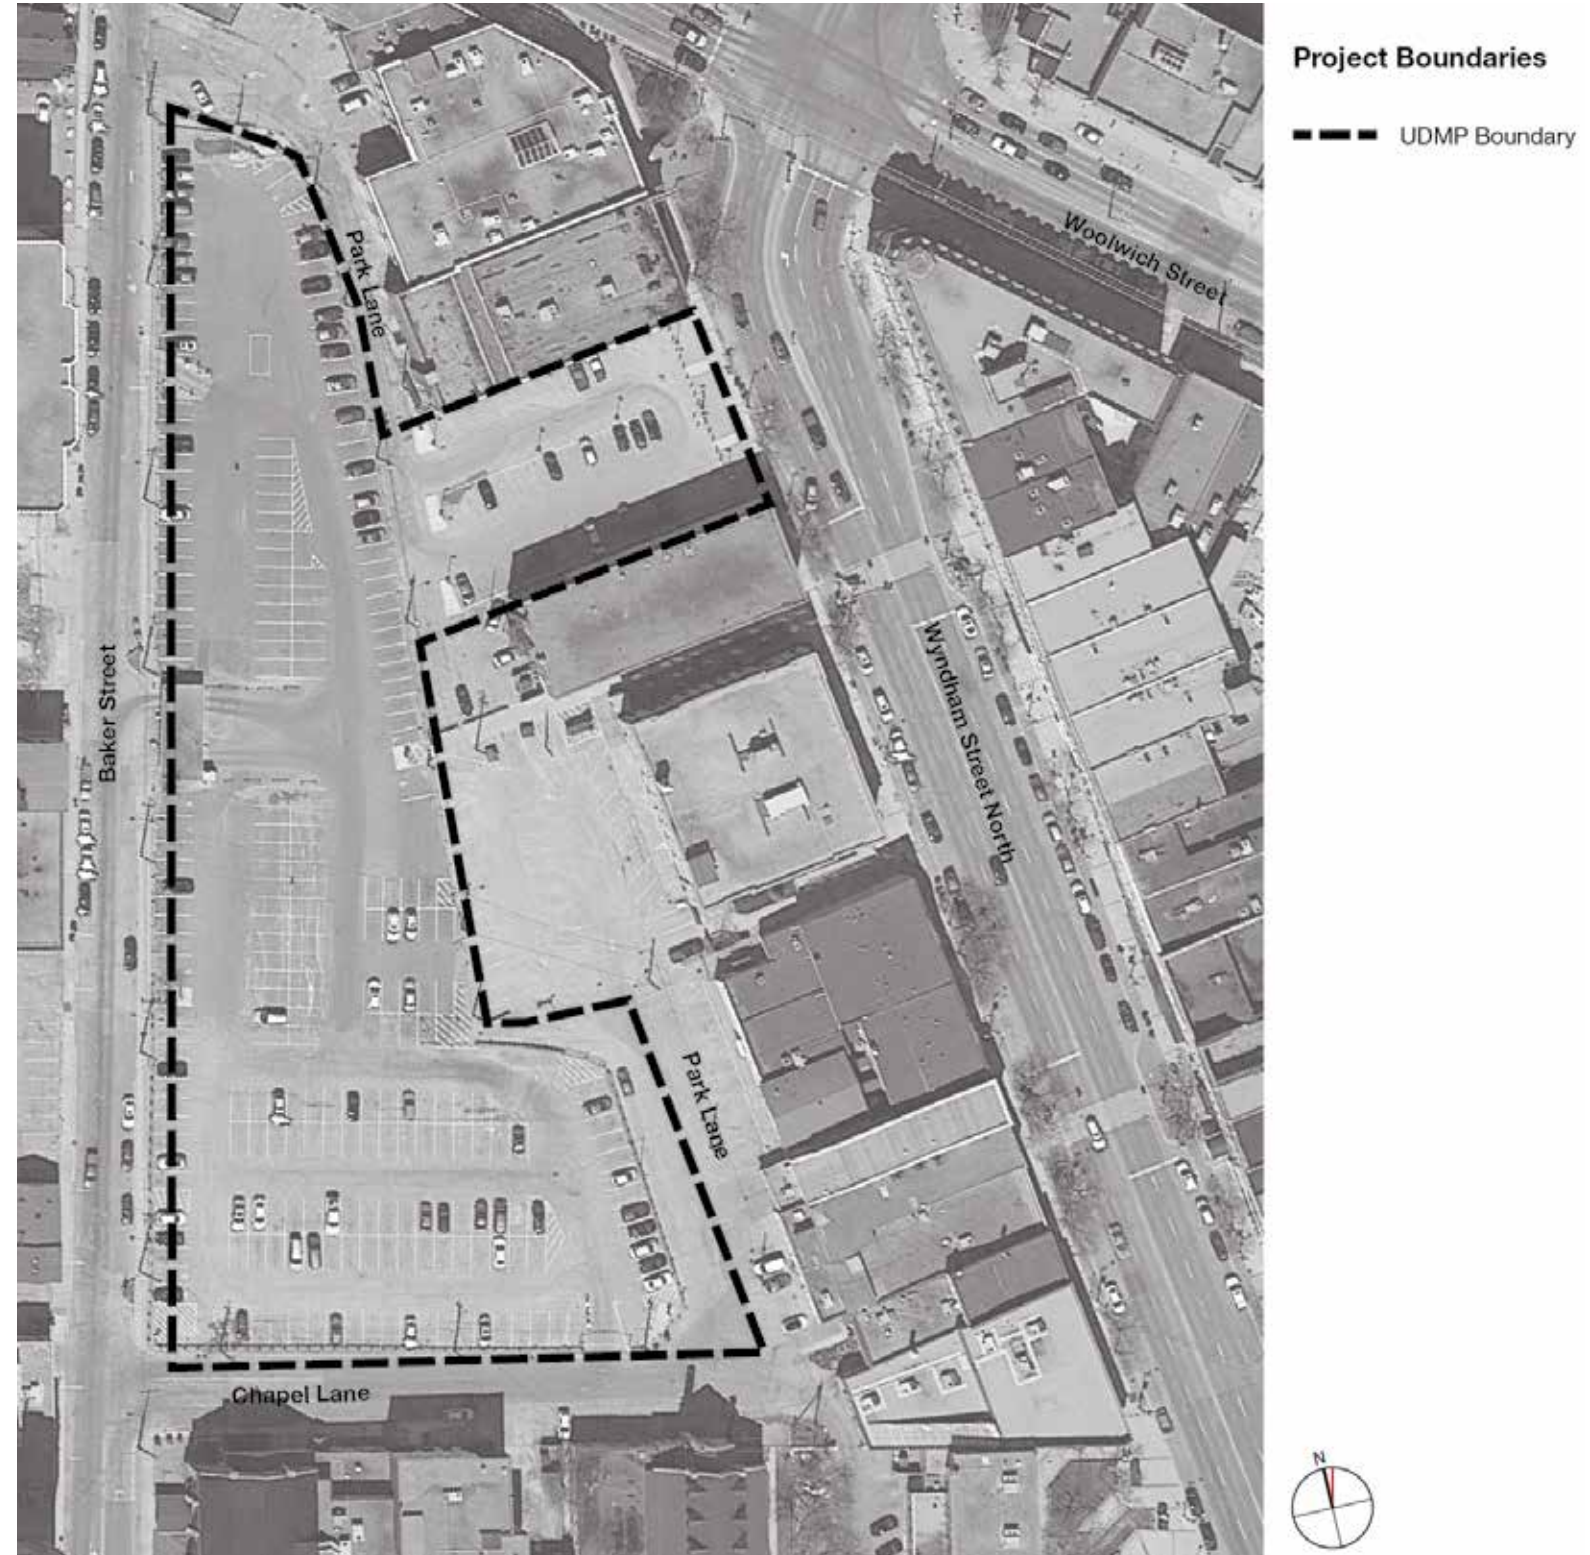 Project Boundaries
UDMP Boundary
Woolwich Street
Park Lane
Wyndham Street North
Baker Street
Park Lane
Chapel Lane
N